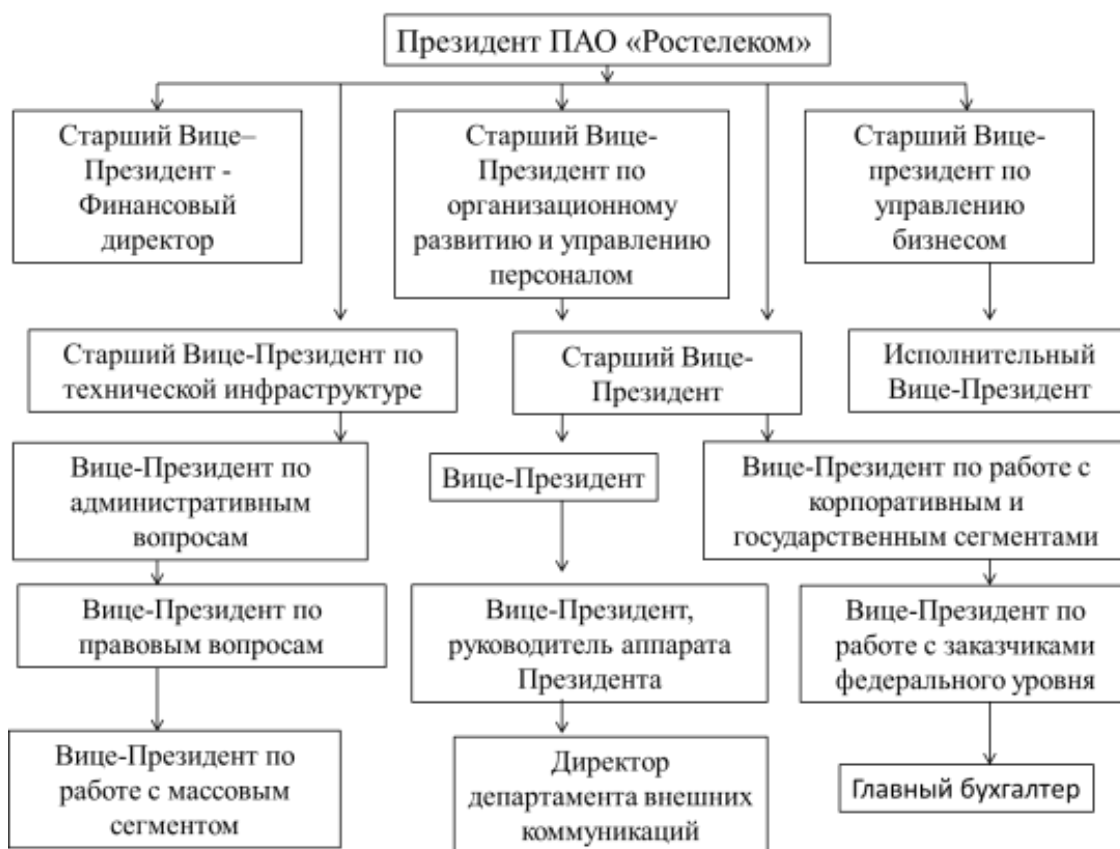 Президент ПАО «Ростелеком»
Старший Вице–
Президент -
Финансовый
директор
Старший Вице-
Президент по
организационному
развитию и управлению
персоналом
Старший Вице-
президент по
управлению
бизнесом
Старший Вице-Президент по
технической инфраструктуре
Старший Вице-
Президент
Исполнительный
Вице-Президент
Вице-Президент по
административным
вопросам
Вице-Президент
Вице-Президент по работе с
корпоративным и
государственным сегментами
Вице-Президент по
правовым вопросам
Вице-Президент,
руководитель аппарата
Президента
Вице-Президент по
работе с заказчиками
федерального уровня
Вице-Президент по
работе с массовым
сегментом
Директор
департамента внешних
коммуникаций
Главный бухгалтер